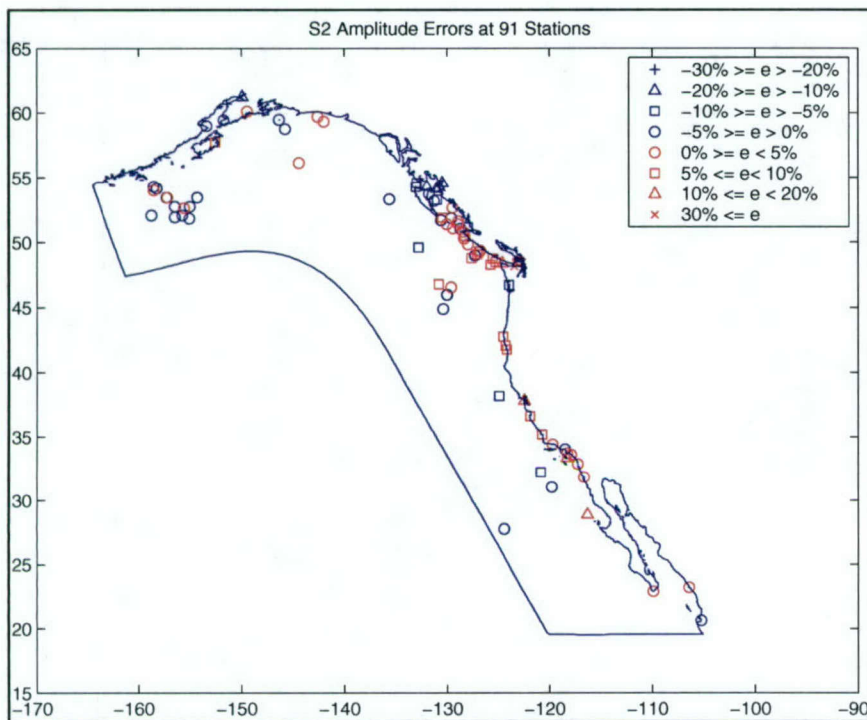 S2 Amplitude Errors at 91 Stations
65
60
55
50
45
40
35
30
25
20
15
−170
−160
−150
−140
−130
−120
−110
−100
−90
−30% >= e > −20%
−20% >= e > −10%
−10% >= e > −5%
−5% >= e > 0%
0% >= e < 5%
5% <= e< 10%
10% <= e < 20%
30% <= e